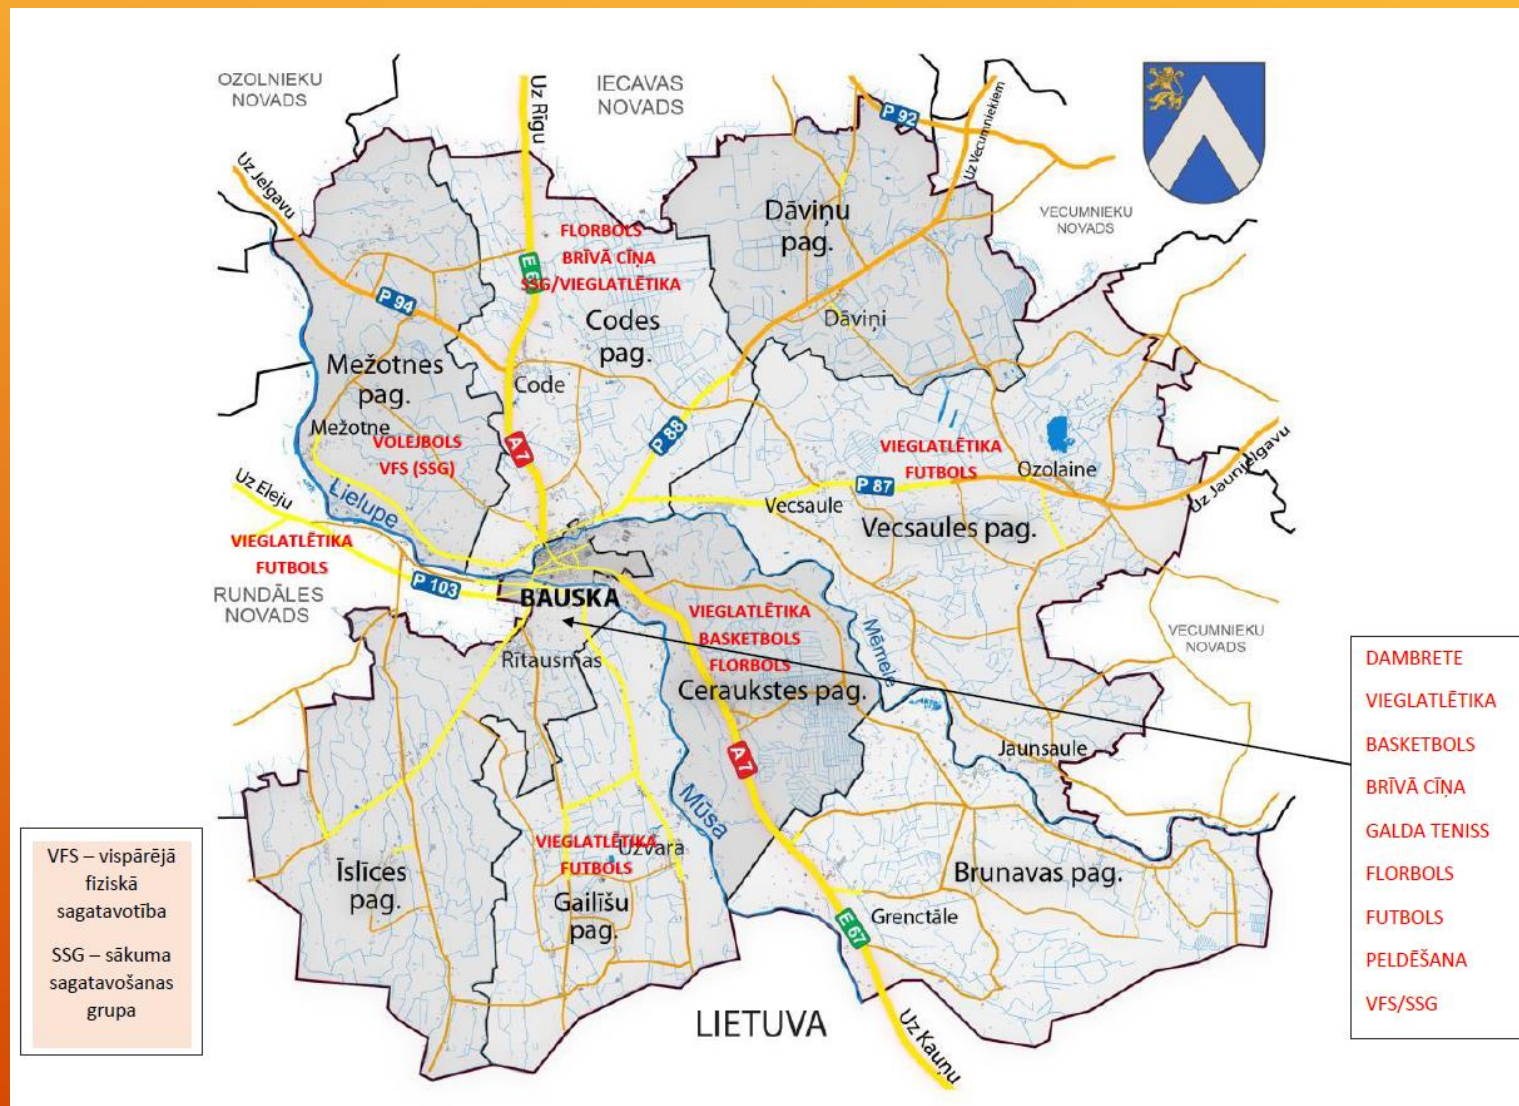 OZOLNIEKU
NOVADS
IECAVAS
NOVADS
Uz Rīgu
Uz Jelgavu
P 92
Uz Vecumniekiem
VECUMNIEKU
NOVADS
Dāviņu
pag.
Dāviņi
FLORBOLS
BRĪVĀ CĪŅA
SSG/VIEGLATLĒTIKA
E 67
Codes
pag.
Code
P 94
Mežotnes
pag.
Mežotne
VOLEJBOLS
VFS (SSG)
A 7
P 88
VIEGLATLĒTIKA
FUTBOLS
Ozolaine
P 87
Vecsaule
Vecsaules pag.
Uz Jaunjelgavu
Uz Eleju
Lielupe
VIEGLATLĒTIKA
FUTBOLS
P 103
RUNDĀLES
NOVADS
BAUSKA
Rītausmas
VIEGLATLĒTIKA
BASKETBOLS
FLORBOLS
Ceraukstes pag.
Mēmele
VECUMNIEKU
NOVADS
Jaunsaule
A 7
Mūsa
VIEGLATLĒTIKA
FUTBOLS
Uzvara
Gailīšu
pag.
Īslīces
pag.
Brunavas pag.
Grenctāle
E 67
Uz Kauņu
LIETUVA
VFS – vispārējā
fiziskā
sagatavotība
SSG – sākuma
sagatavošanas
grupa
DAMBRETE
VIEGLATLĒTIKA
BASKETBOLS
BRĪVĀ CĪŅA
GALDA TENISS
FLORBOLS
FUTBOLS
PELDĒŠANA
VFS/SSG